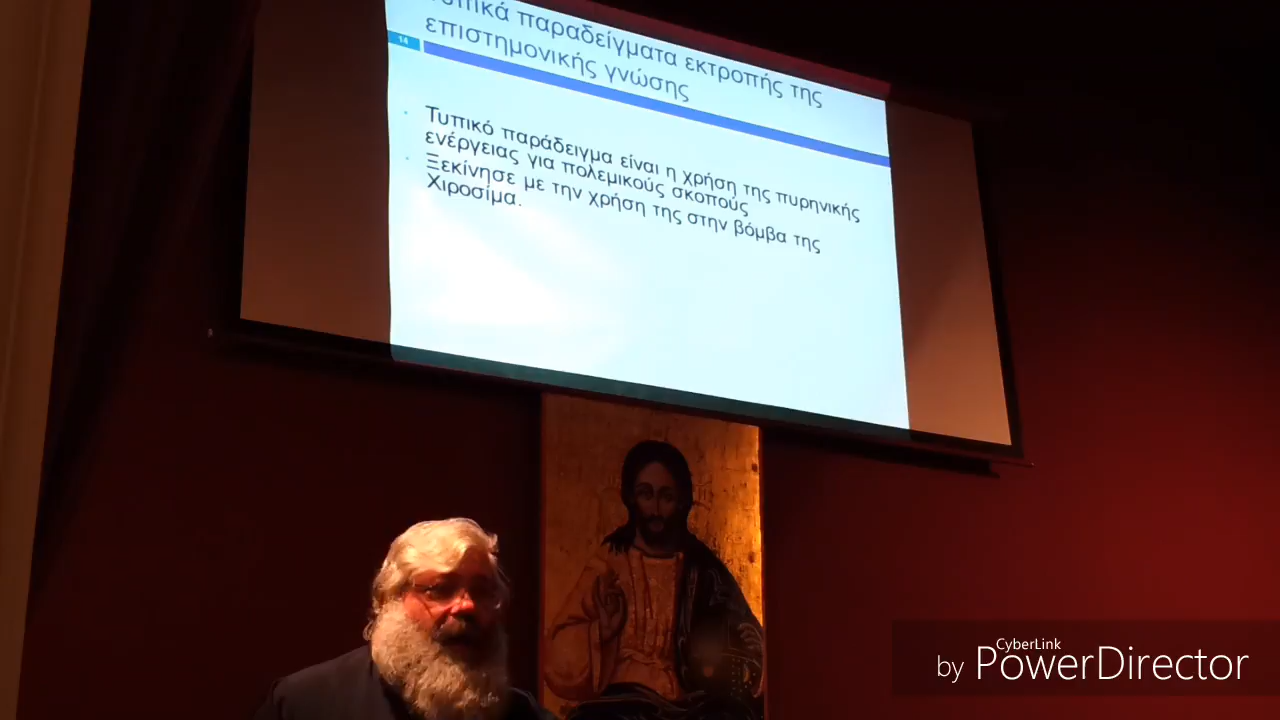 Τυπικά παραδείγματα εκτροπής της
επιστημονικής γνώσης
14
Τυπικό παράδειγμα είναι η χρήση της πυρηνικής
ενέργειας για πολεμικούς σκοπούς
Ξεκίνησε με την χρήση της στην βόμβα της
Χιροσίμα.
by CyberLink PowerDirector